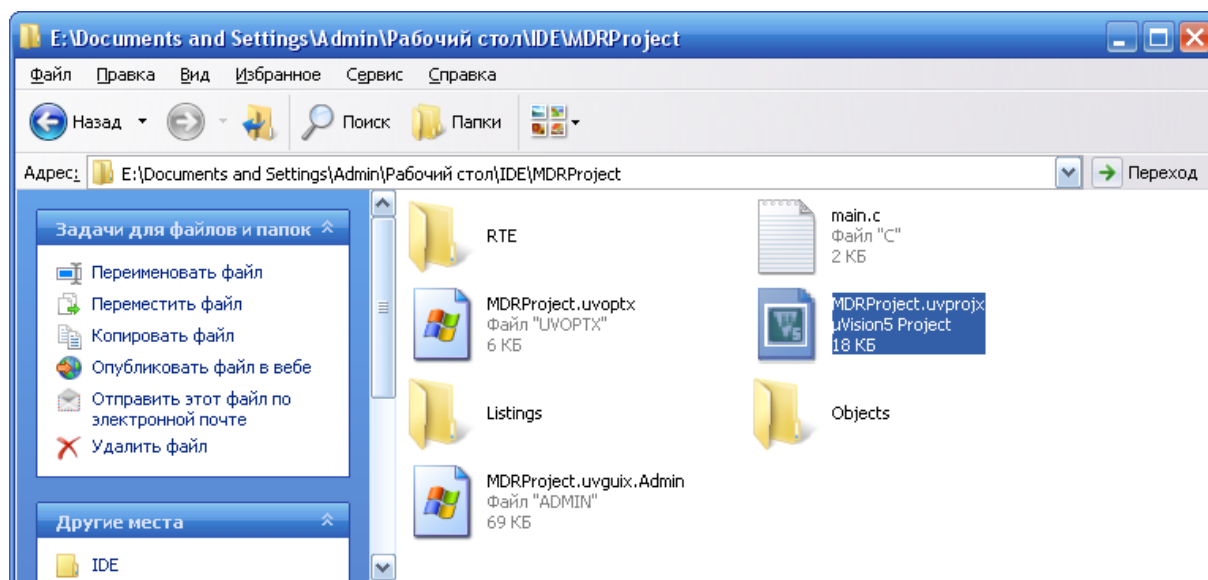 E:\Documents and Settings\Admin\Рабочий стол\IDE\MDRProject
Файл Правка Вид Избранное Сервис Справка
Назад Поиск Папки
Адрес: E:\Documents and Settings\Admin\Рабочий стол\IDE\MDRProject Переход
Задачи для файлов и папок
Переименовать файл
Переместить файл
Копировать файл
Опубликовать файл в вебе
Отправить этот файл по
электронной почте
Удалить файл
Другие места
IDE
RTE
main.c
Файл "C"
2 КБ
MDRProject.uvoptx
Файл "UVOPTX"
6 КБ
MDRProject.uvprojx
µVision5 Project
18 КБ
Listings
Objects
MDRProject.uvguix.Admin
Файл "ADMIN"
69 КБ